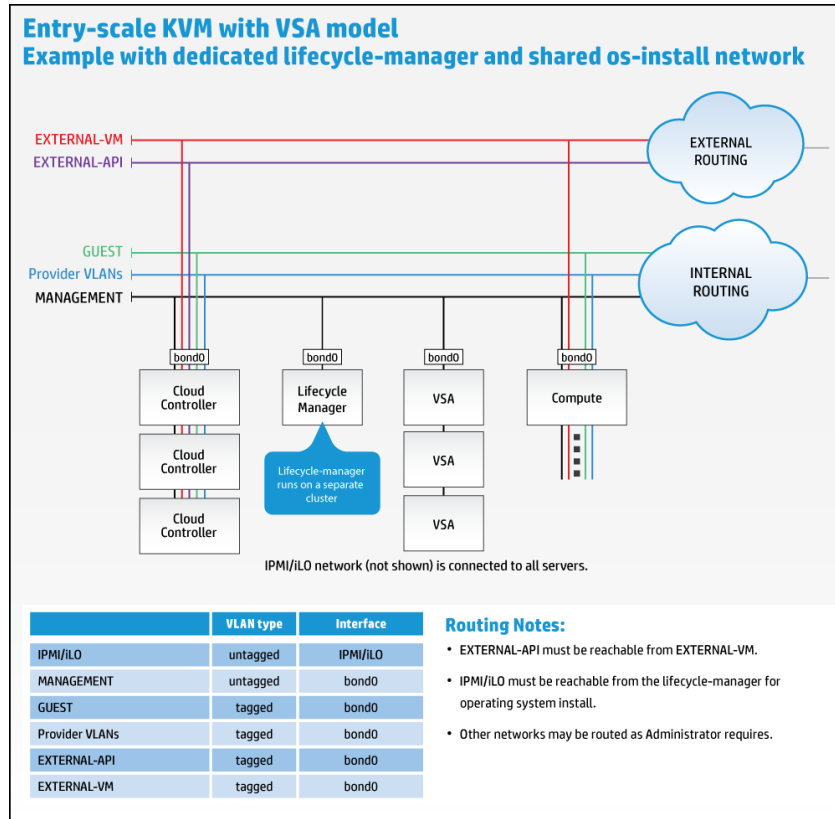 Entry-scale KVM with VSA model
Example with dedicated lifecycle-manager and shared os-install network
EXTERNAL-VM
EXTERNAL-API
EXTERNAL
ROUTING
GUEST
Provider VLANs
MANAGEMENT
INTERNAL
ROUTING
bond0
bond0
bond0
bond0
Cloud
Controller
Lifecycle
Manager
VSA
Compute
Cloud
Controller
VSA
Lifecycle-manager
runs on a separate
cluster
Cloud
Controller
VSA
IPMI/iLO network (not shown) is connected to all servers.
VLAN type Interface
IPMI/iLO untagged IPMI/iLO
MANAGEMENT untagged bond0
GUEST tagged bond0
Provider VLANs tagged bond0
EXTERNAL-API tagged bond0
EXTERNAL-VM tagged bond0
Routing Notes:
• EXTERNAL-API must be reachable from EXTERNAL-VM.
• IPMI/iLO must be reachable from the lifecycle-manager for
operating system install.
• Other networks may be routed as Administrator requires.